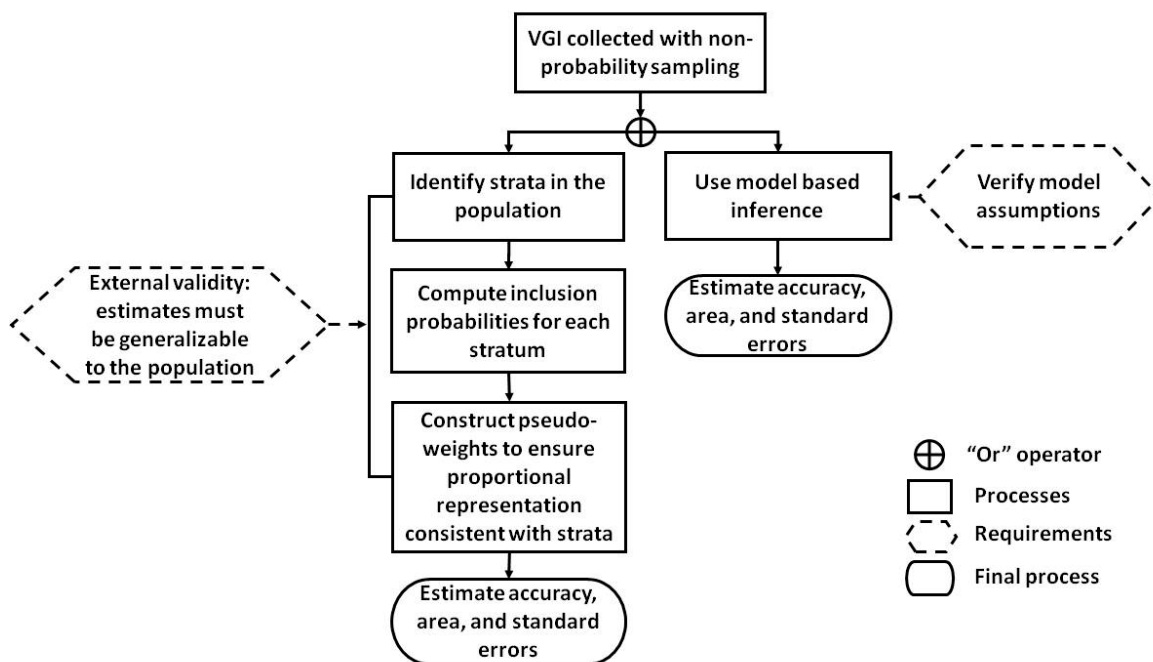 VGI collected with non-
probability sampling
Identify strata in the
population
Use model based
inference
Verify model
assumptions
External validity:
estimates must
be generalizable
to the population
Compute inclusion
probabilities for each
stratum
Estimate accuracy,
area, and standard
errors
Construct pseudo-
weights to ensure
proportional
representation
consistent with strata
Estimate accuracy,
area, and standard
errors
"Or" operator
Processes
Requirements
Final process